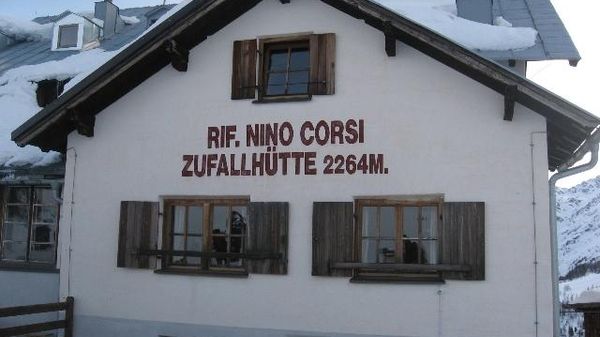 RIF. NINO CORSI
ZUFALLHÜTTE 2264M.